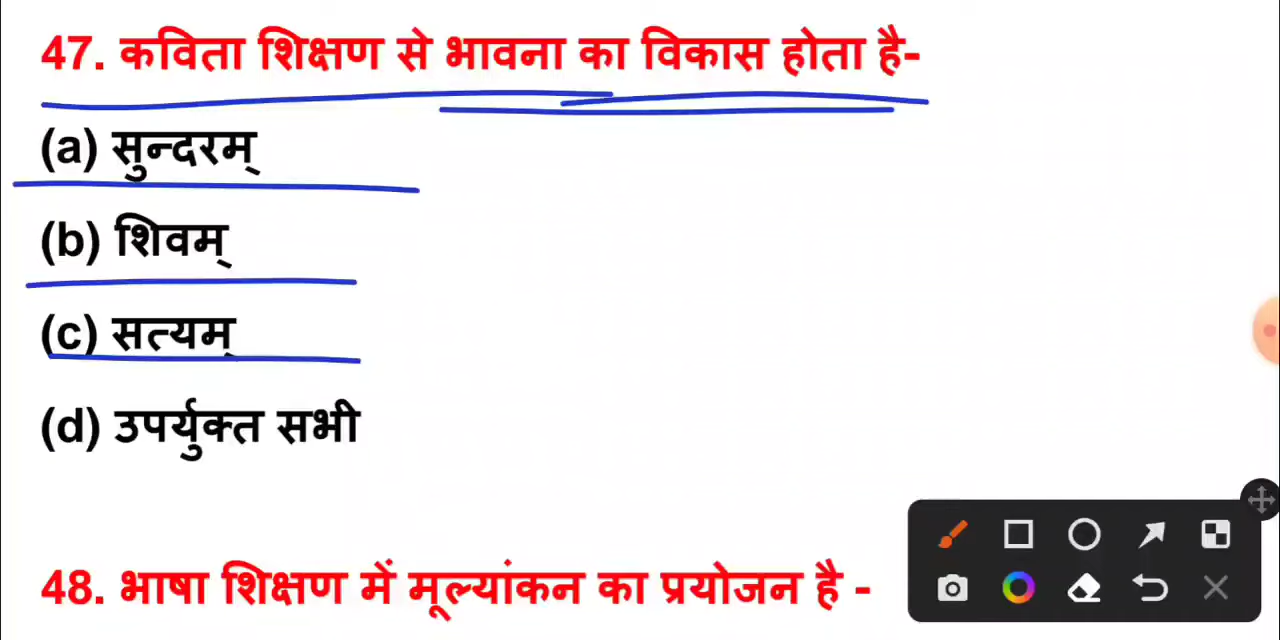 47. कविता शिक्षण से भावना का विकास होता है-
(a) सुन्दरम्
(b) शिवम्
(c) सत्यम्
(d) उपर्युक्त सभी
48. भाषा शिक्षण में मूल्यांकन का प्रयोजन है -